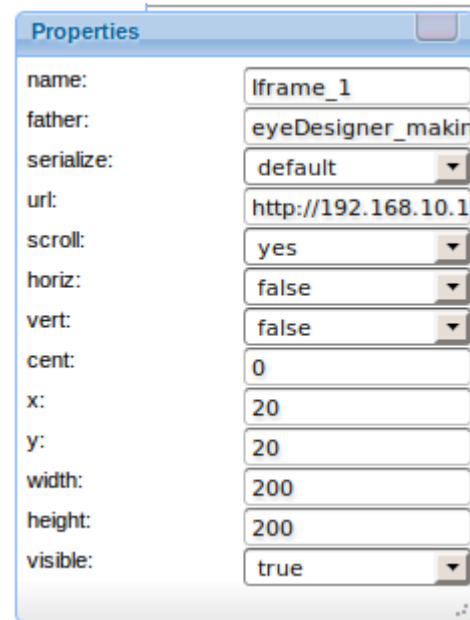 Properties
name: Iframe_1
father: eyeDesigner_makin
serialize: default
url: http://192.168.10.1
scroll: yes
horiz: false
vert: false
cent: 0
x: 20
y: 20
width: 200
height: 200
visible: true